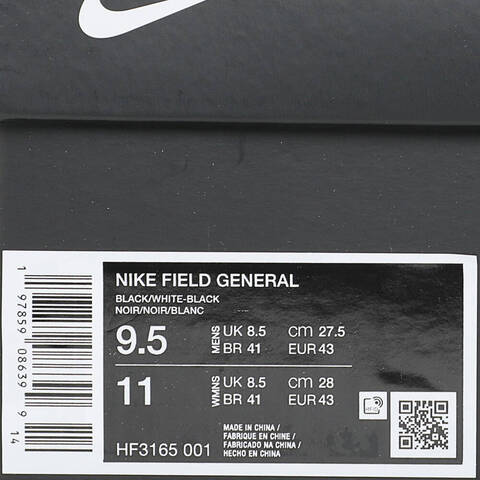 NIKE FIELD GENERAL
BLACK/WHITE-BLACK
NOIR/NOIR/BLANC
9.5 MENS UK 8.5 cm 27.5
BR 41 EUR 43
11 WMNS UK 8.5 cm 28
BR 41 EUR 43
HF3165 001
MADE IN CHINA /
FABRIQUE EN CHINE /
FABRICADO NA CHINA /
HECHO EN CHINA
1 97859 08639 9 14